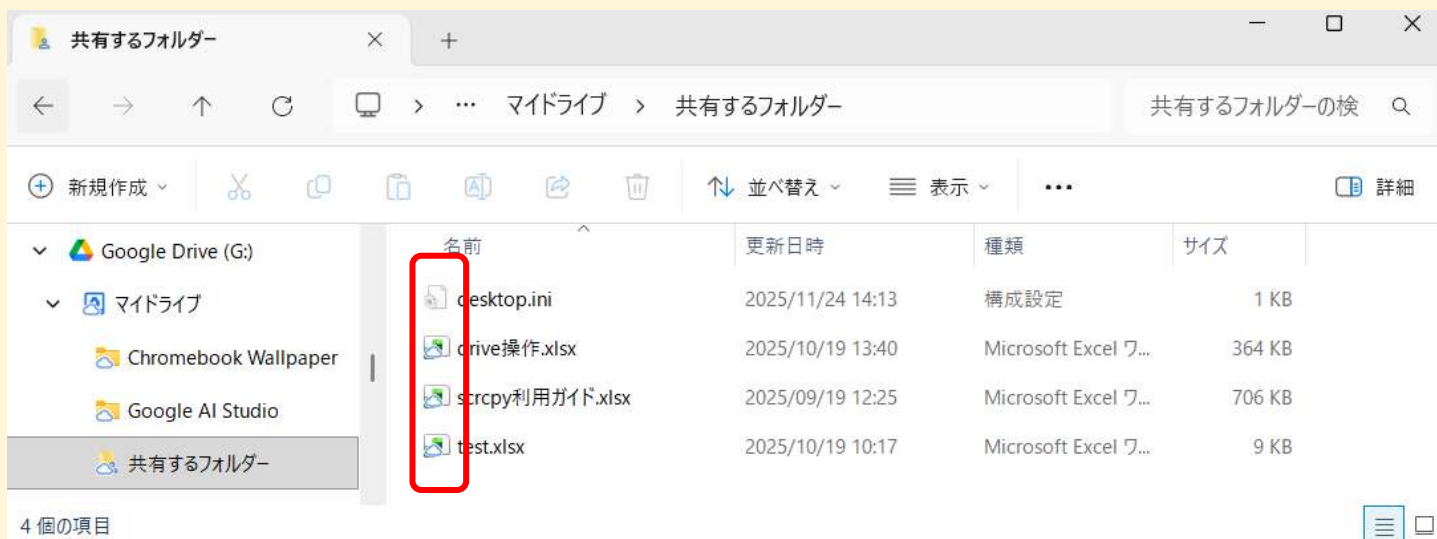 共有するフォルダー
… マイドライブ > 共有するフォルダー
共有するフォルダーの検
新規作成
並べ替え
表示
…
詳細
Google Drive (G:)
マイドライブ
Chromebook Wallpaper
Google AI Studio
共有するフォルダー
名前 更新日時 種類 サイズ
desktop.ini 2025/11/24 14:13 構成設定 1 KB
drive操作.xlsx 2025/10/19 13:40 Microsoft Excel ワ... 364 KB
scrcpy利用ガイド.xlsx 2025/09/19 12:25 Microsoft Excel ワ... 706 KB
test.xlsx 2025/10/19 10:17 Microsoft Excel ワ... 9 KB
4 個の項目